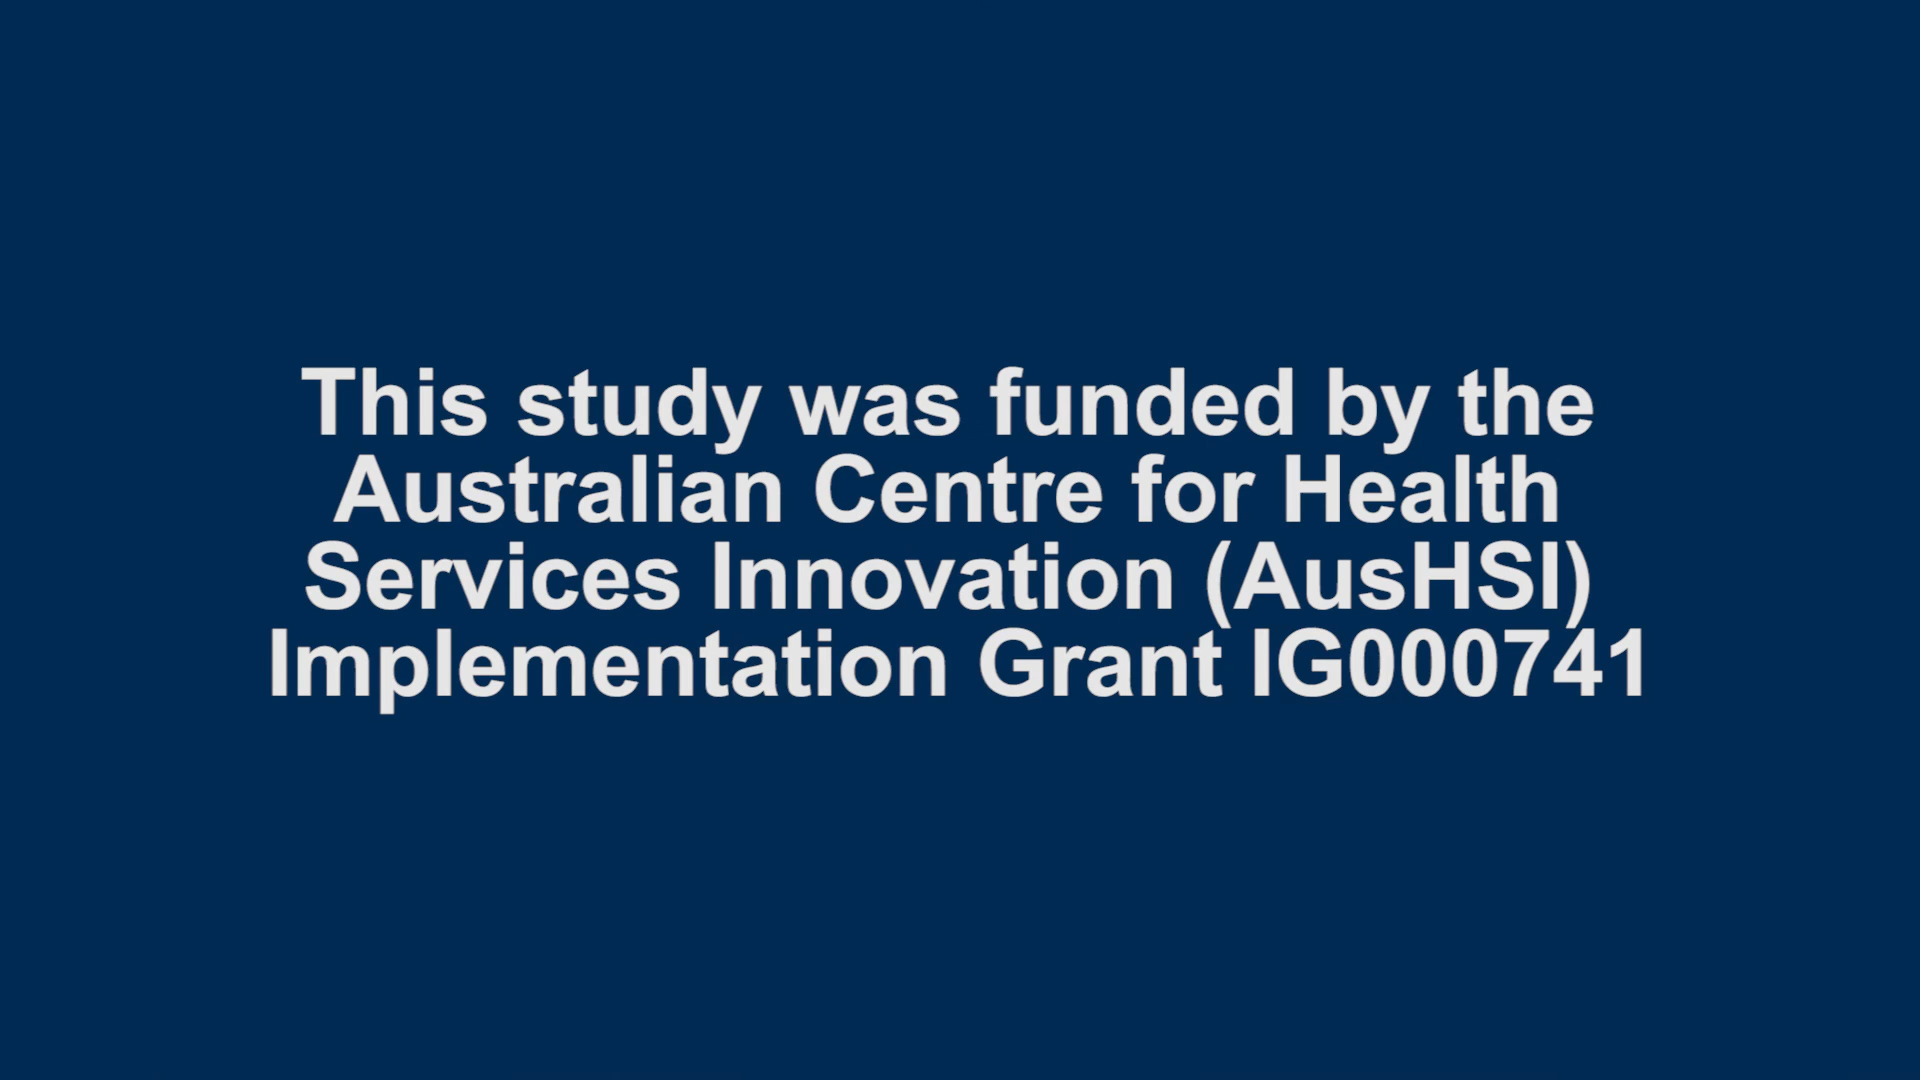 This study was funded by the
Australian Centre for Health
Services Innovation (AusHSI)
Implementation Grant IG000741